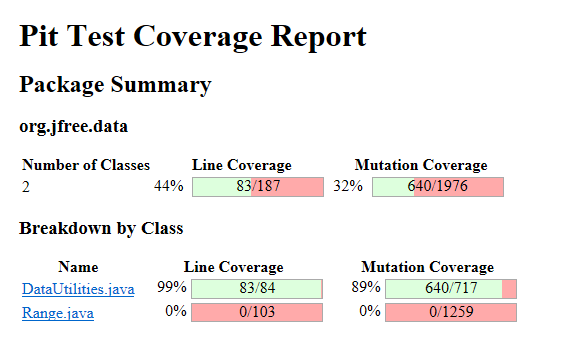 Pit Test Coverage Report
Package Summary
org.jfree.data
Number of Classes Line Coverage Mutation Coverage
2 44% 83/187 32% 640/1976
Breakdown by Class
Name Line Coverage Mutation Coverage
DataUtilities.java 99% 83/84 89% 640/717
Range.java 0% 0/103 0% 0/1259